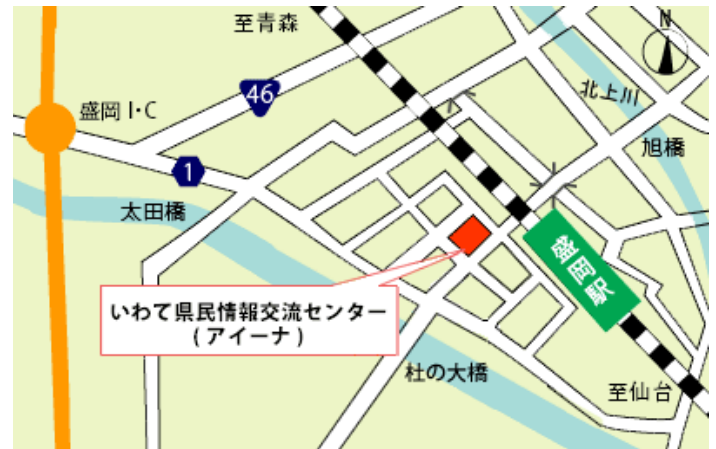 至青森
N
46
盛岡 I・C
北上川
旭橋
1
太田橋
盛岡駅
いわて県民情報交流センター
(アイーナ)
杜の大橋
至仙台